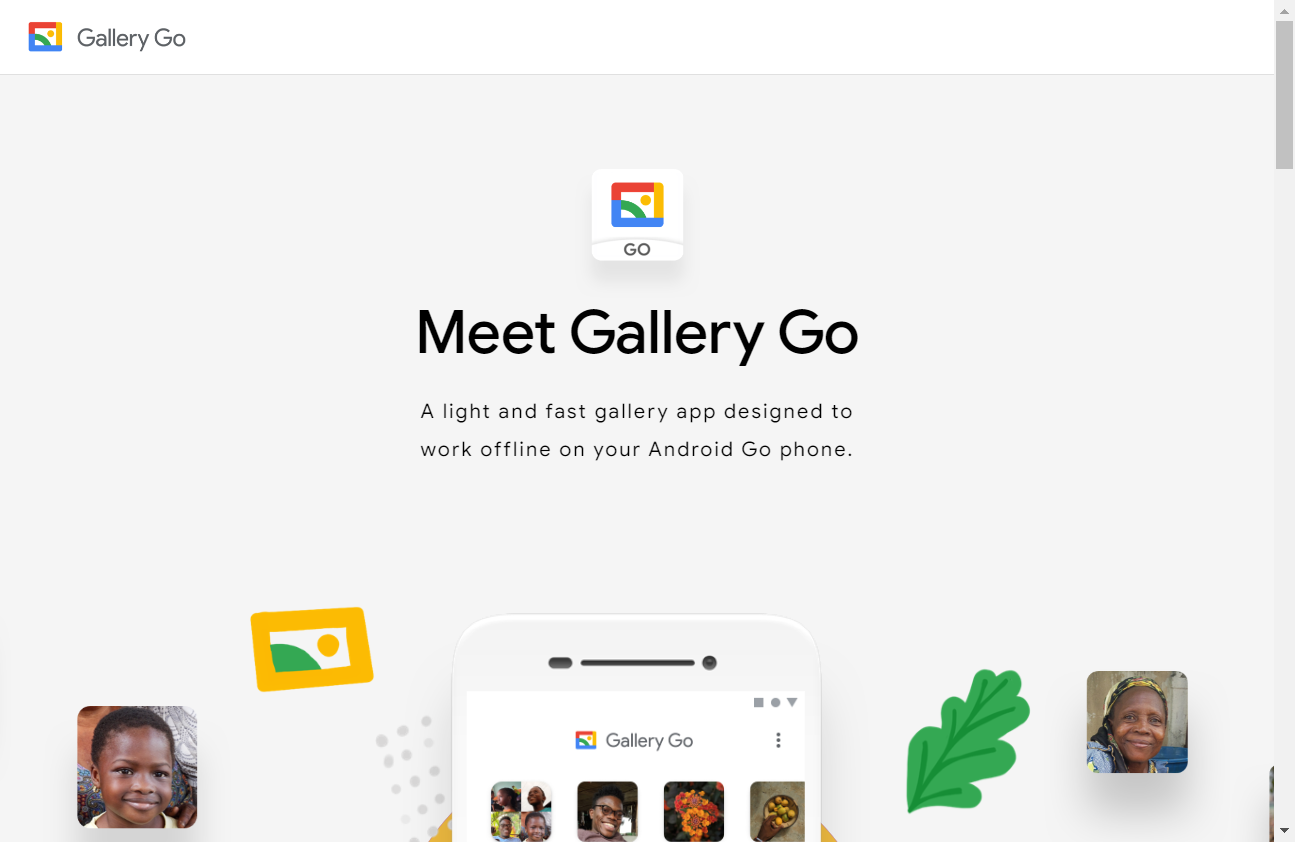 Gallery Go
GO
Meet Gallery Go
A light and fast gallery app designed to
work offline on your Android Go phone.
Gallery Go